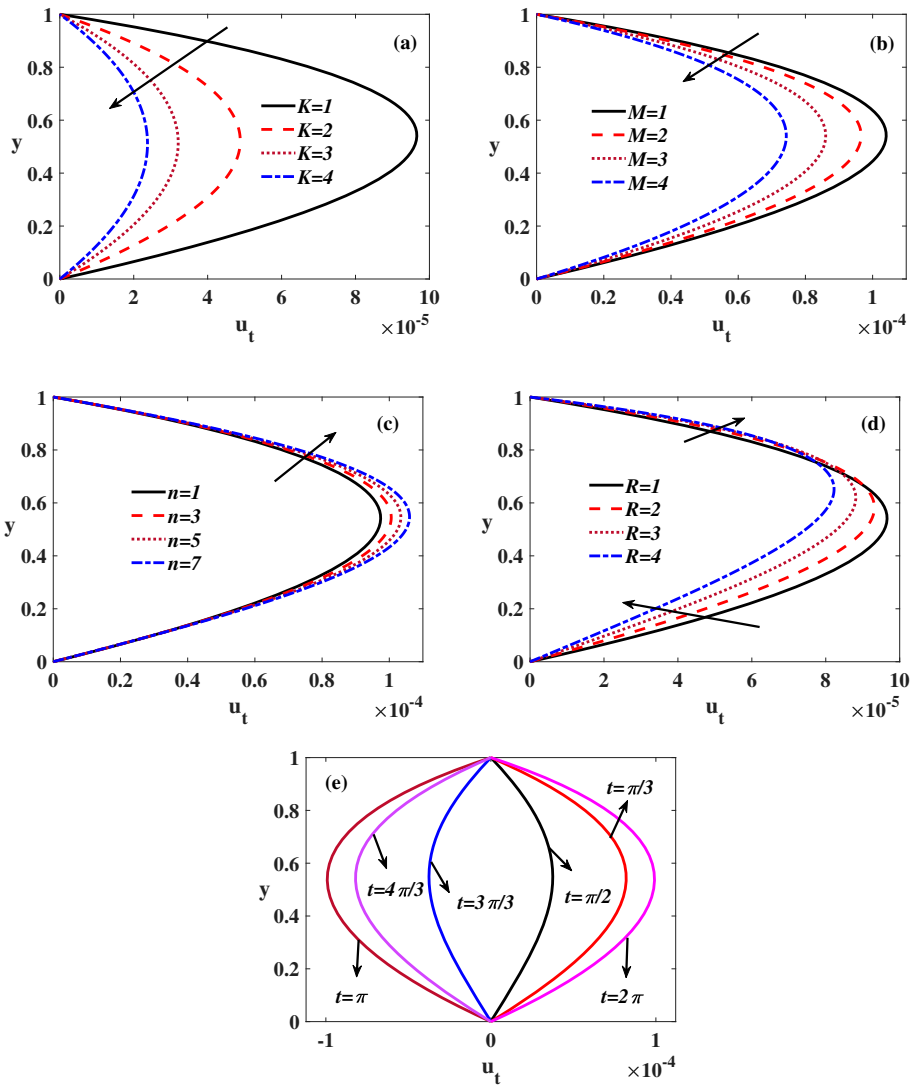 (a)
1
0.8
0.6
0.4
0.2
0
y
K=1
K=2
K=3
K=4
0 2 4 6 8 10
u_t ×10^-5
(b)
1
0.8
0.6
0.4
0.2
0
y
M=1
M=2
M=3
M=4
0 0.2 0.4 0.6 0.8 1
u_t ×10^-4
(c)
1
0.8
0.6
0.4
0.2
0
y
n=1
n=3
n=5
n=7
0 0.2 0.4 0.6 0.8 1
u_t ×10^-4
(d)
1
0.8
0.6
0.4
0.2
0
y
R=1
R=2
R=3
R=4
0 2 4 6 8 10
u_t ×10^-5
(e)
1
0.8
0.6
0.4
0.2
0
y
t=π/3
t=4π/3
t=3π/3
t=π/2
t=π
t=2π
-1 0 1
u_t ×10^-4